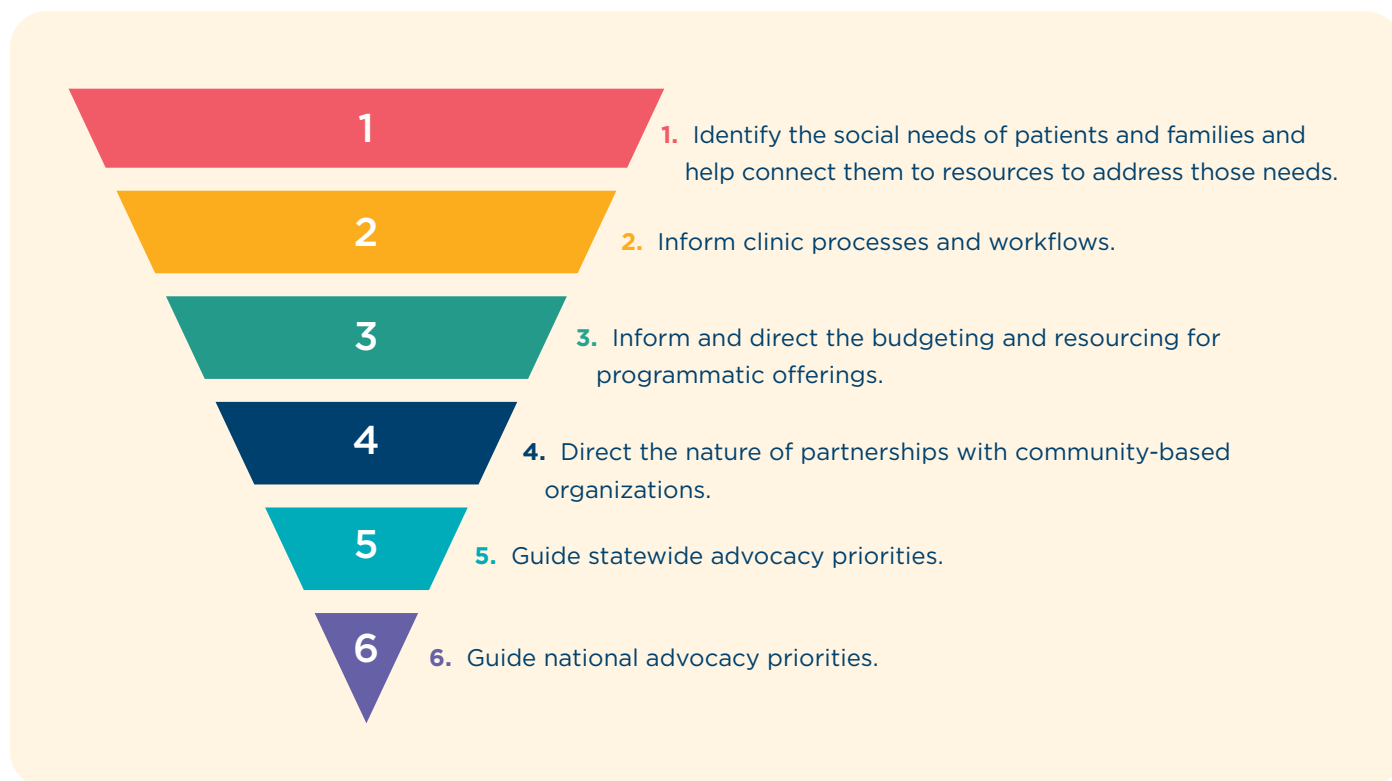 1
1. Identify the social needs of patients and families and
help connect them to resources to address those needs.
2
2. Inform clinic processes and workflows.
3
3. Inform and direct the budgeting and resourcing for
programmatic offerings.
4
4. Direct the nature of partnerships with community-based
organizations.
5
5. Guide statewide advocacy priorities.
6
6. Guide national advocacy priorities.